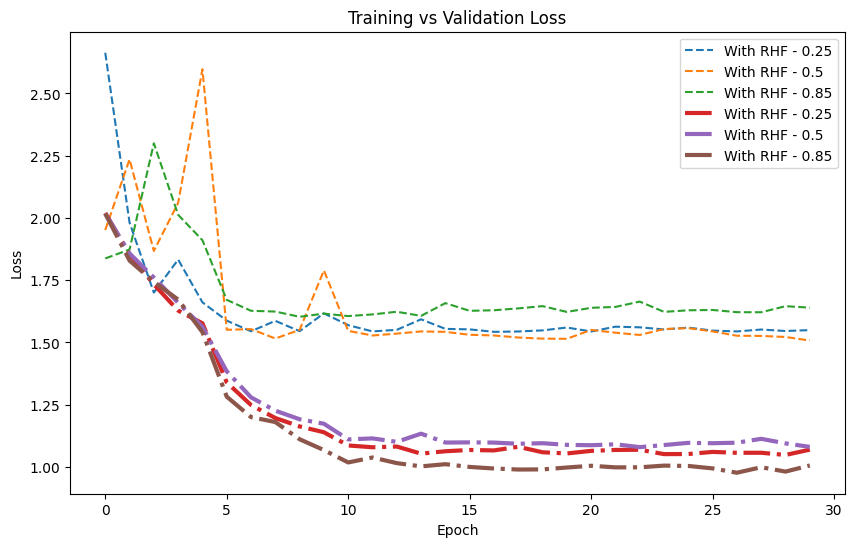 Training vs Validation Loss
With RHF - 0.25
With RHF - 0.5
With RHF - 0.85
With RHF - 0.25
With RHF - 0.5
With RHF - 0.85
Loss
2.50
2.25
2.00
1.75
1.50
1.25
1.00
0 5 10 15 20 25 30
Epoch